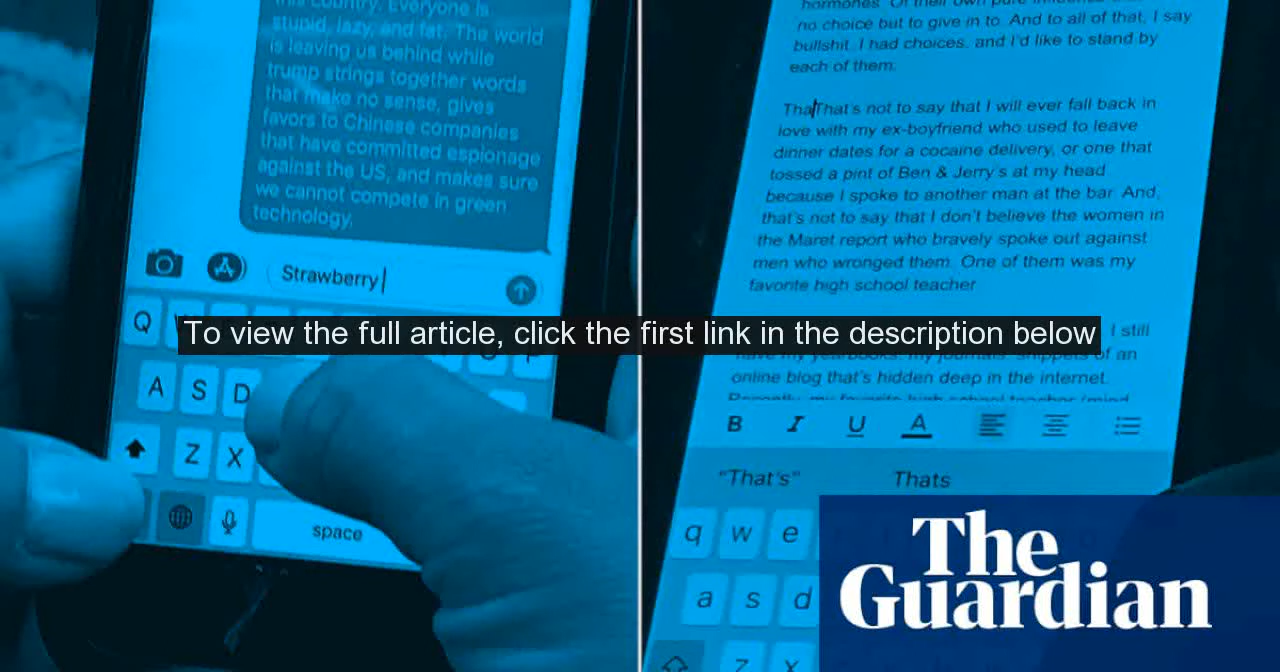 this country. Everyone is
stupid, lazy, and fat. The world
is leaving us behind while
trump strings together words
that make no sense, gives
favors to Chinese companies
that have committed espionage
against the US, and makes sure
we cannot compete in green
technology.
Strawberry
Q
A S D
Z X
space
hormones. Of their own pure
no choice but to give in to. And to all of that, I say
bullshit. I had choices, and I'd like to stand by
each of them.
ThaThat's not to say that I will ever fall back in
love with my ex-boyfriend who used to leave
dinner dates for a cocaine delivery, or one that
tossed a pint of Ben & Jerry's at my head
because I spoke to another man at the bar. And,
that's not to say that I don't believe the women in
the Maret report who bravely spoke out against
men who wronged them. One of them was my
favorite high school teacher
I still
have my yearbooks, my journals, snippets of an
online blog that's hidden deep in the internet.
Recently, my favorite high school teacher (mind
B I U A
"That's" Thats
q w e
a s d
z x
To view the full article, click the first link in the description below
The
Guardian